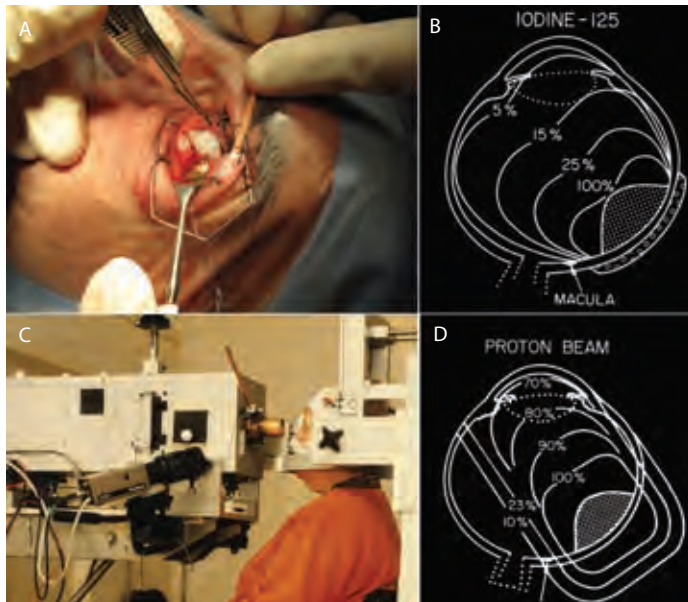 A
B
IODINE-125
5%
15%
25%
100%
MACULA
C
D
PROTON BEAM
70%
80%
90%
100%
23%
10%